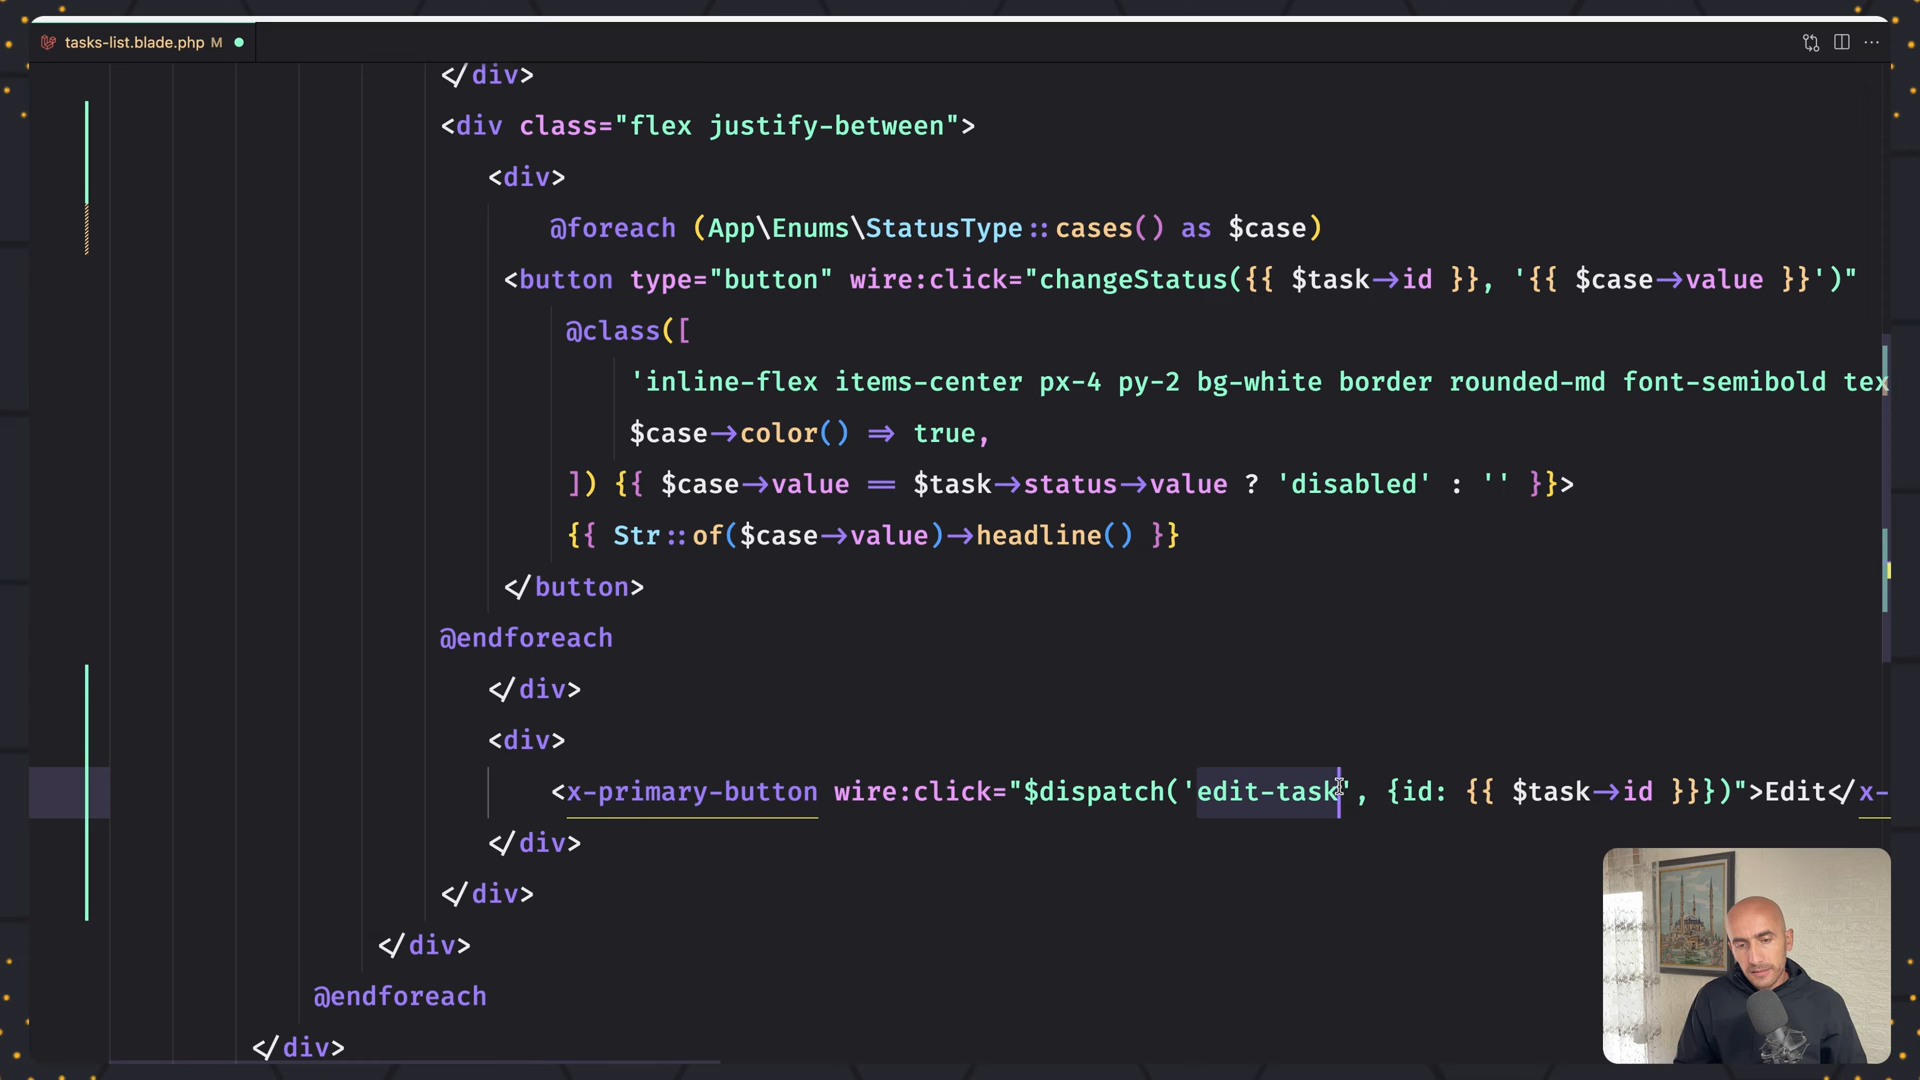 tasks-list.blade.php M
</div>
<div class="flex justify-between">
<div>
@foreach (App\Enums\StatusType::cases() as $case)
<button type="button" wire:click="changeStatus({{ $task->id }}, '{{ $case->value }}')"
@class([
'inline-flex items-center px-4 py-2 bg-white border rounded-md font-semibold tex
$case->color() => true,
]) {{ $case->value == $task->status->value ? 'disabled' : '' }}>
{{ Str::of($case->value)->headline() }}
</button>
@endforeach
</div>
<div>
<x-primary-button wire:click="$dispatch('edit-task', {id: {{ $task->id }}})">Edit</x-
</div>
</div>
</div>
@endforeach
</div>